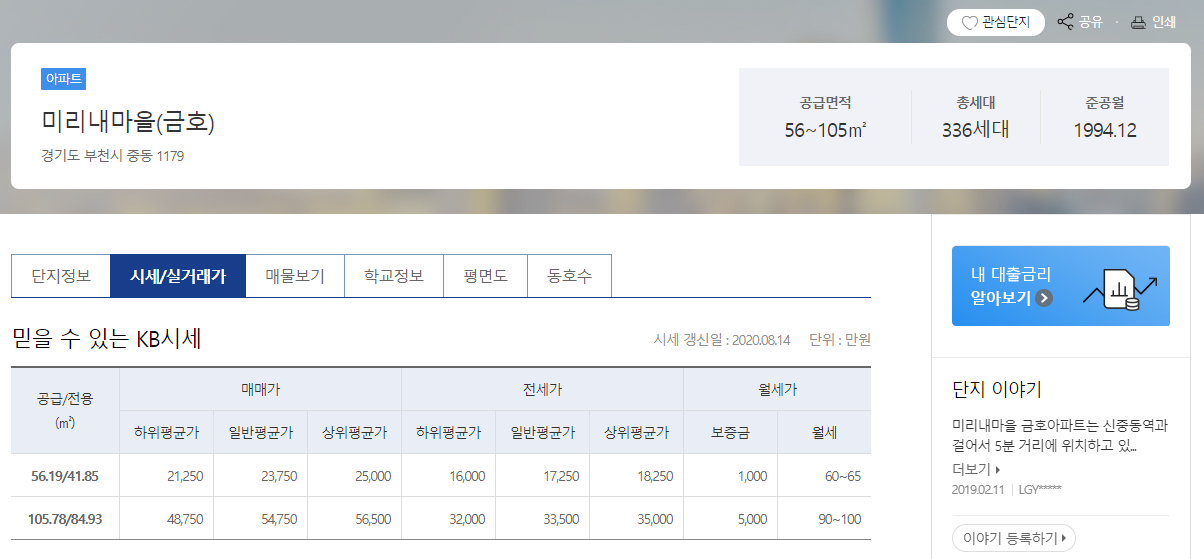 관심단지 공유 · 인쇄
아파트
미리내마을(금호)
경기도 부천시 중동 1179
공급면적 총세대 준공월
56~105㎡ 336세대 1994.12
단지정보 시세/실거래가 매물보기 학교정보 평면도 동호수
믿을 수 있는 KB시세 시세 갱신일 : 2020.08.14 단위 : 만원
공급/전용 (㎡) 매매가 전세가 월세가
하위평균가 일반평균가 상위평균가 하위평균가 일반평균가 상위평균가 보증금 월세
56.19/41.85 21,250 23,750 25,000 16,000 17,250 18,250 1,000 60~65
105.78/84.93 48,750 54,750 56,500 32,000 33,500 35,000 5,000 90~100
내 대출금리
알아보기
단지 이야기
미리내마을 금호아파트는 신중동역과
걸어서 5분 거리에 위치하고 있...
더보기
2019.02.11 | LGY*****
이야기 등록하기